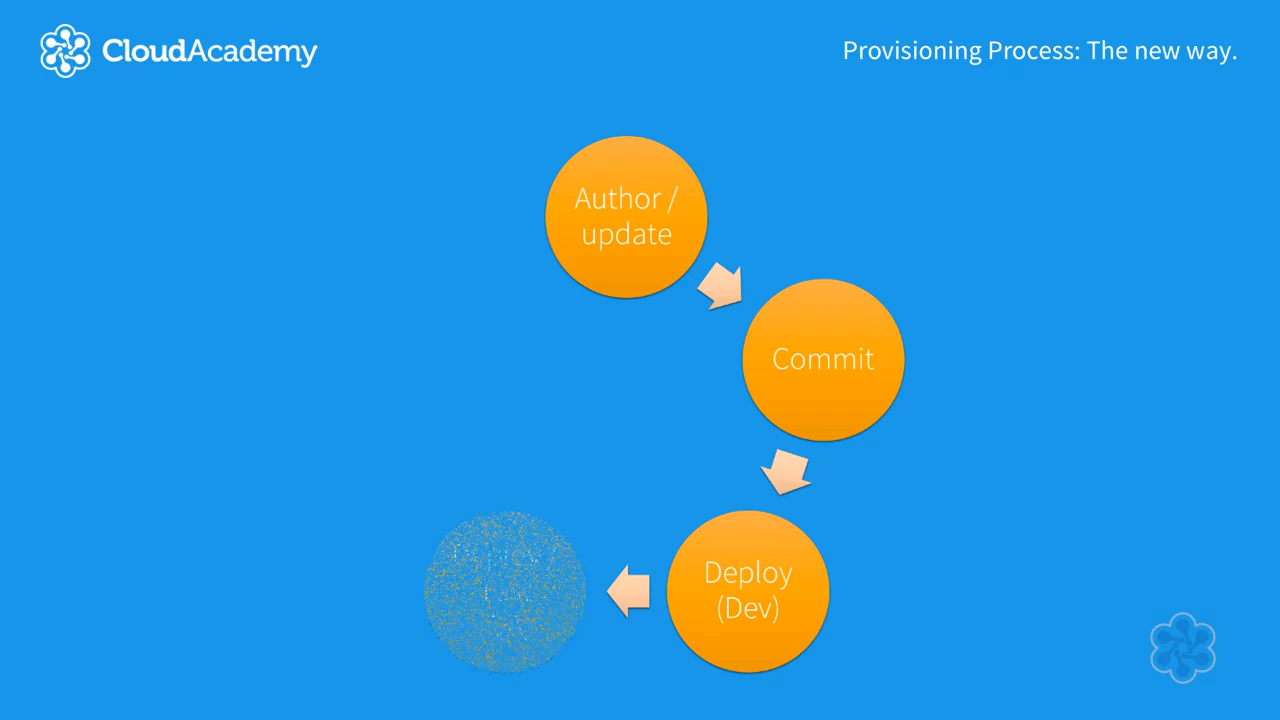 CloudAcademy
Provisioning Process: The new way.
Author /
update
Commit
Deploy
(Dev)